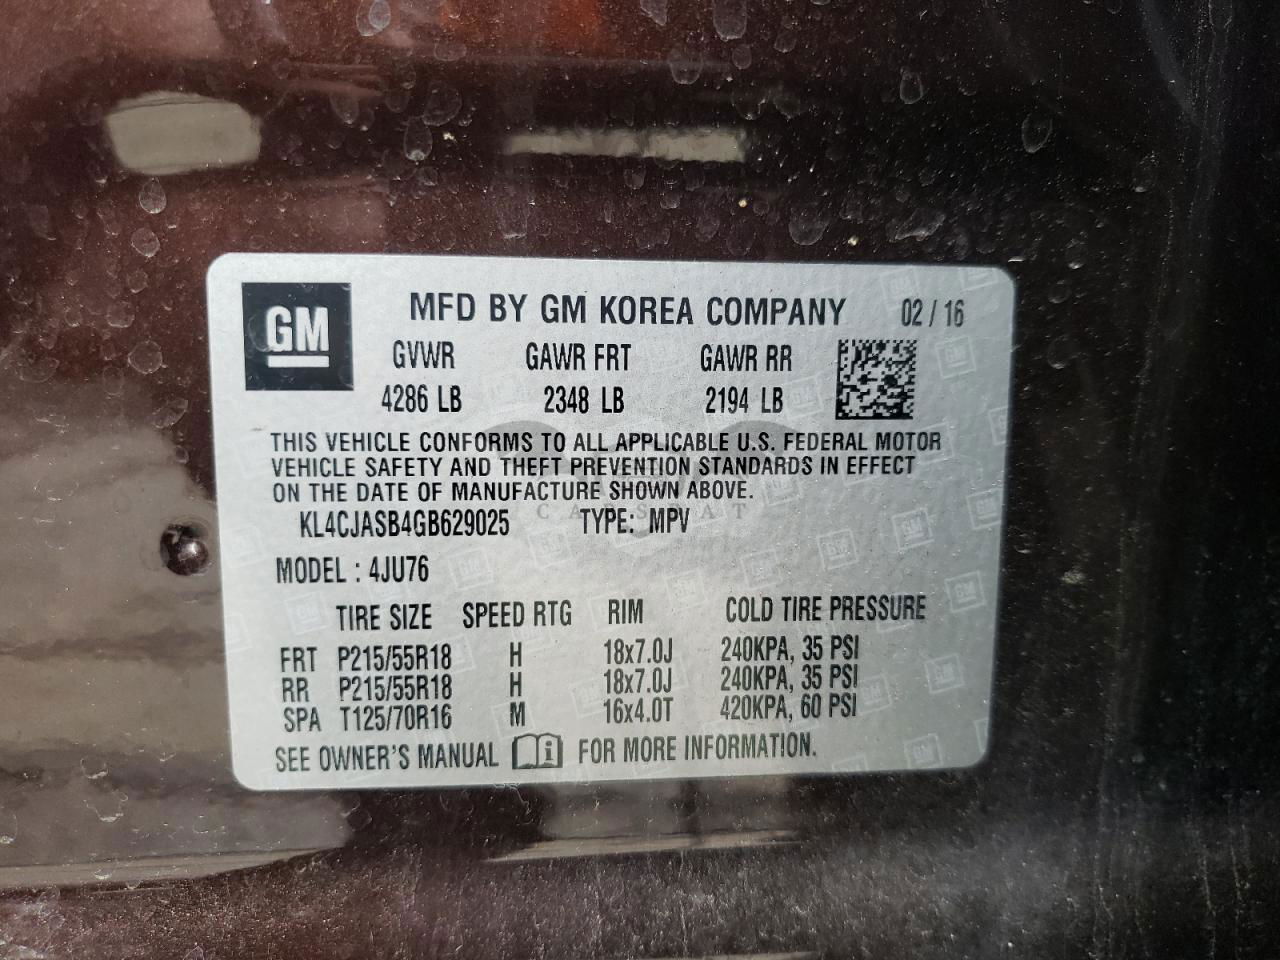 GM
MFD BY GM KOREA COMPANY 02 / 16
GVWR GAWR FRT GAWR RR
4286 LB 2348 LB 2194 LB
THIS VEHICLE CONFORMS TO ALL APPLICABLE U.S. FEDERAL MOTOR
VEHICLE SAFETY AND THEFT PREVENTION STANDARDS IN EFFECT
ON THE DATE OF MANUFACTURE SHOWN ABOVE.
KL4CJASB4GB629025 TYPE: MPV
MODEL : 4JU76
TIRE SIZE SPEED RTG RIM COLD TIRE PRESSURE
FRT P215/55R18 H 18x7.0J 240KPA, 35 PSI
RR P215/55R18 H 18x7.0J 240KPA, 35 PSI
SPA T125/70R16 M 16x4.0T 420KPA, 60 PSI
SEE OWNER'S MANUAL i FOR MORE INFORMATION.